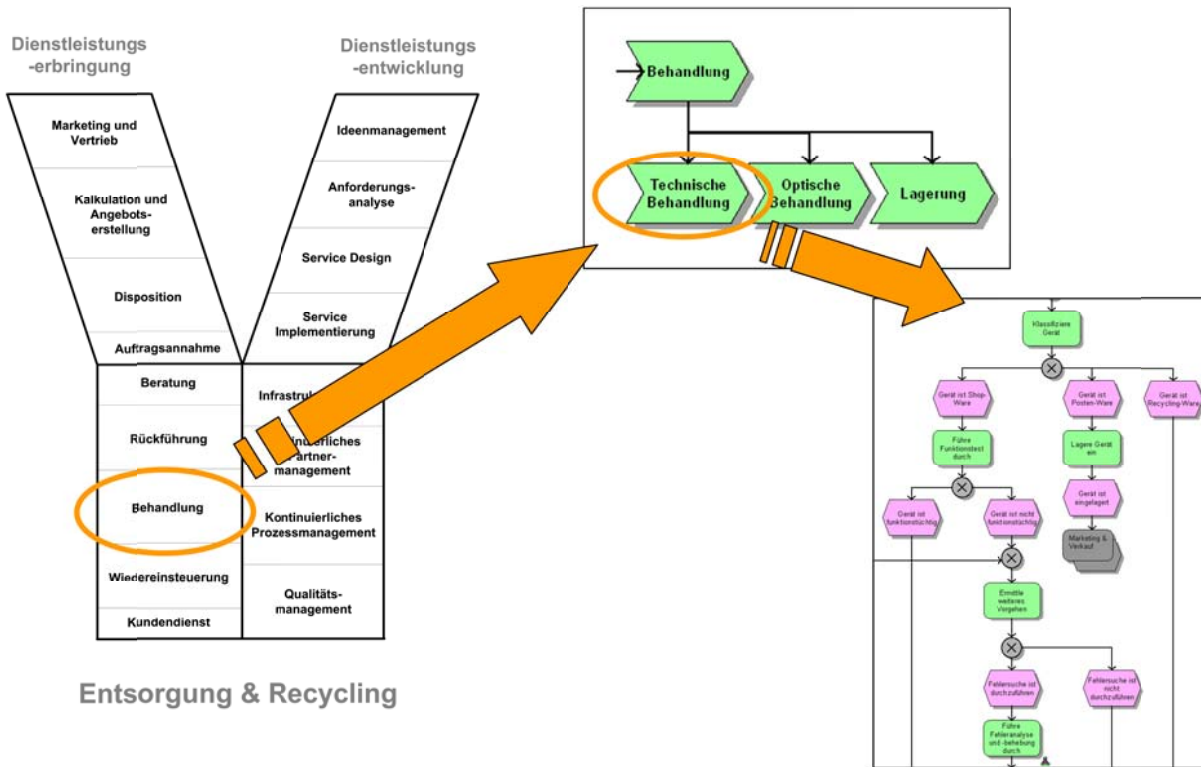 Dienstleistungs
-erbringung
Dienstleistungs
-entwicklung
Marketing und
Vertrieb
Kalkulation und
Angebots-
erstellung
Disposition
Auftragsannahme
Beratung
Rückführung
Behandlung
Wiedereinsteuerung
Kundendienst
Ideenmanagement
Anforderungs-
analyse
Service Design
Service
Implementierung
management
Kontinuierliches
Prozessmanagement
Qualitäts-
management
Entsorgung & Recycling
Behandlung
Technische
Behandlung
Optische
Behandlung
Lagerung
Klassifiziere
Gerät
Gerät ist Shop-
Ware
Gerät ist
Posten-Ware
Gerät ist
Recycling-Ware
Führe
Funktionstest
durch
Lagere Gerät
ein
Gerät ist
funktionstüchtig
Gerät ist nicht
funktionstüchtig
Gerät ist
eingelagert
Marketing &
Verkauf
Ermittle
weiteres
Vorgehen
Fehlersuche ist
durchzuführen
Fehlersuche ist
nicht
durchzuführen
Führe
Fehleranalyse
und -behebung
durch